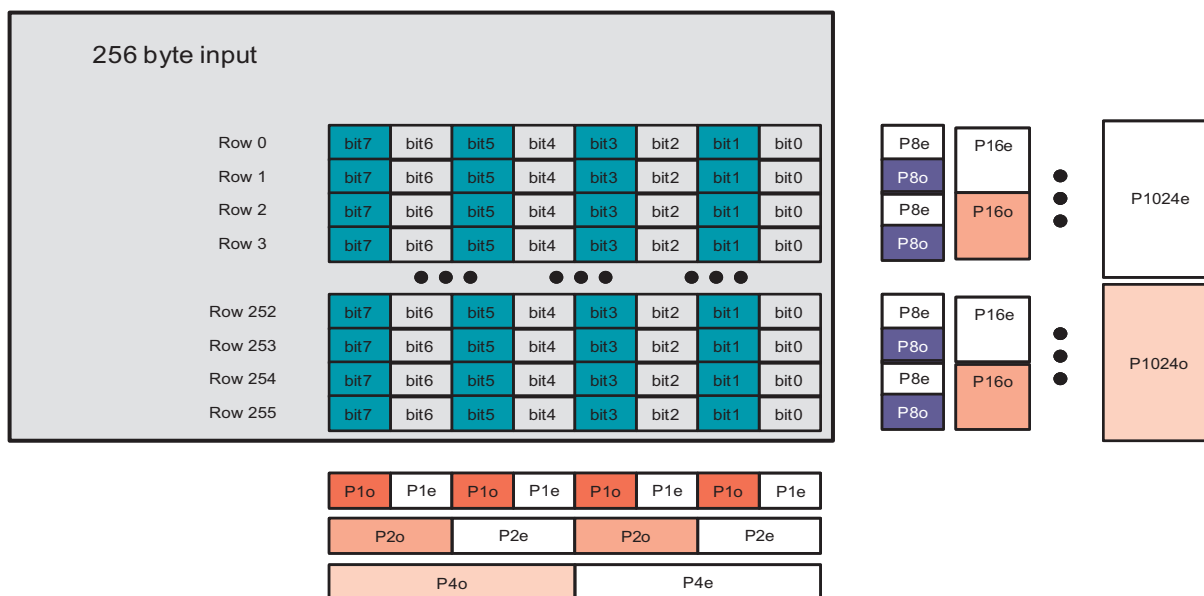 256 byte input
Row 0 bit7 bit6 bit5 bit4 bit3 bit2 bit1 bit0 P8e P16e
Row 1 bit7 bit6 bit5 bit4 bit3 bit2 bit1 bit0 P8o
Row 2 bit7 bit6 bit5 bit4 bit3 bit2 bit1 bit0 P8e P16o P1024e
Row 3 bit7 bit6 bit5 bit4 bit3 bit2 bit1 bit0 P8o
Row 252 bit7 bit6 bit5 bit4 bit3 bit2 bit1 bit0 P8e P16e
Row 253 bit7 bit6 bit5 bit4 bit3 bit2 bit1 bit0 P8o P1024o
Row 254 bit7 bit6 bit5 bit4 bit3 bit2 bit1 bit0 P8e P16o
Row 255 bit7 bit6 bit5 bit4 bit3 bit2 bit1 bit0 P8o
P1o P1e P1o P1e P1o P1e P1o P1e
P2o P2e P2o P2e
P4o P4e